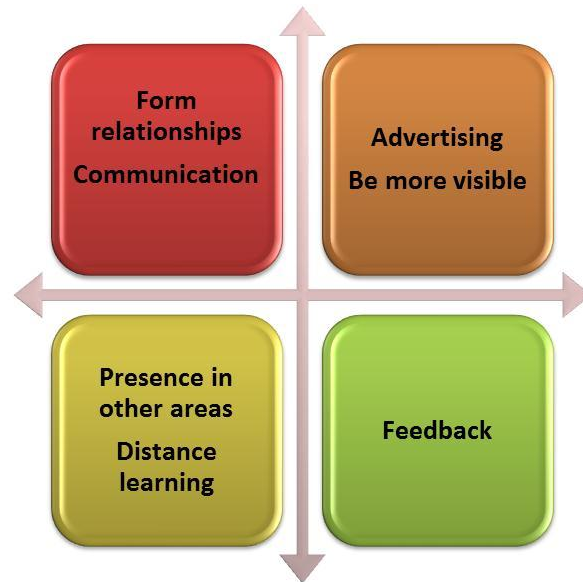 Form
relationships
Communication
Advertising
Be more visible
Presence in
other areas
Distance
learning
Feedback